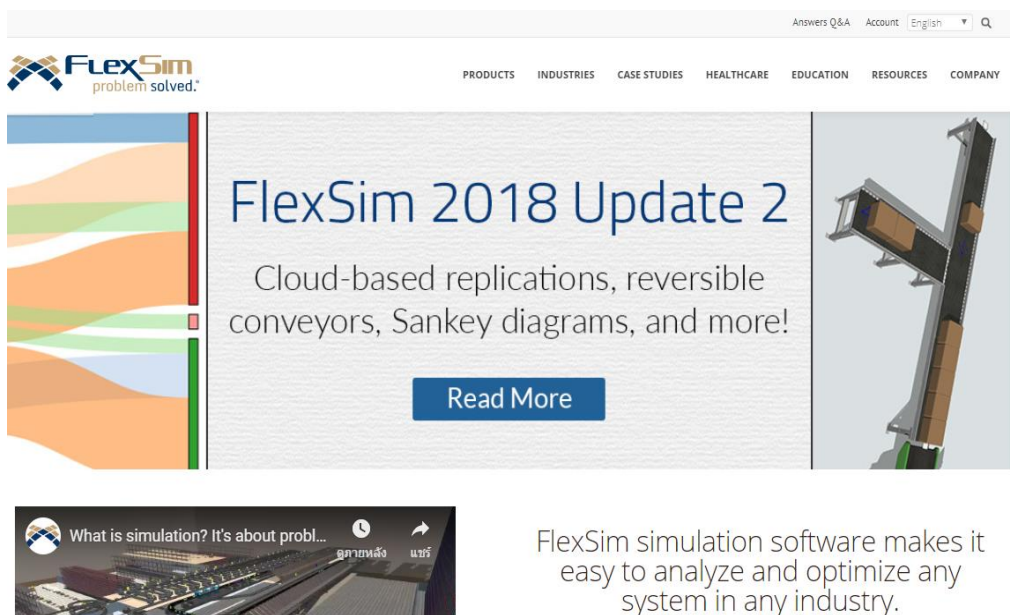 Answers Q&A Account English
FLEXSIM
problem solved.®
PRODUCTS INDUSTRIES CASE STUDIES HEALTHCARE EDUCATION RESOURCES COMPANY
FlexSim 2018 Update 2
Cloud-based replications, reversible
conveyors, Sankey diagrams, and more!
Read More
What is simulation? It's about probl...
ดูภายหลัง แชร์
FlexSim simulation software makes it
easy to analyze and optimize any
system in any industry.